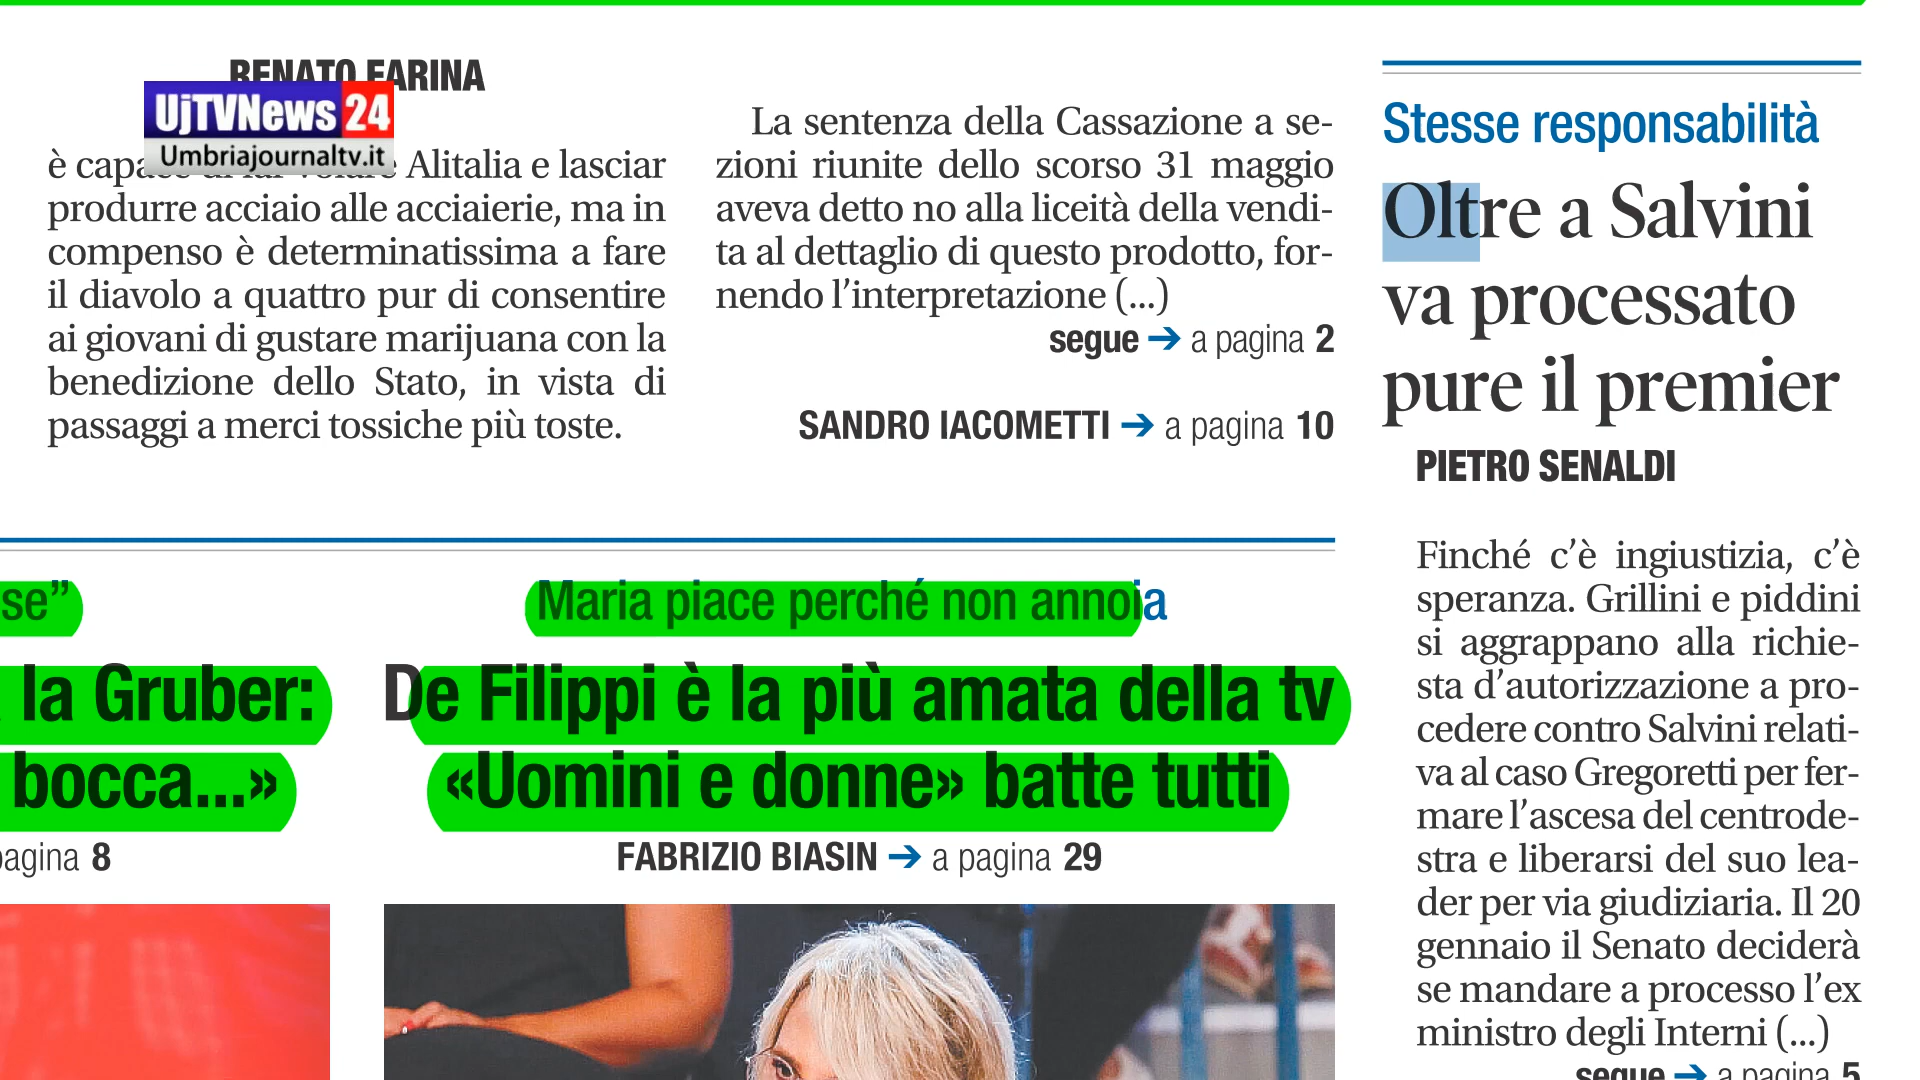 RENATO FARINA
UjTVNews 24
Umbriajournaltv.it
è capace di far volare Alitalia e lasciar
produrre acciaio alle acciaierie, ma in
compenso è determinatissima a fare
il diavolo a quattro pur di consentire
ai giovani di gustare marijuana con la
benedizione dello Stato, in vista di
passaggi a merci tossiche più toste.
La sentenza della Cassazione a se-
zioni riunite dello scorso 31 maggio
aveva detto no alla liceità della vendi-
ta al dettaglio di questo prodotto, for-
nendo l’interpretazione (...)
segue ➔ a pagina 2
SANDRO IACOMETTI ➔ a pagina 10
Stesse responsabilità
Oltre a Salvini
va processato
pure il premier
PIETRO SENALDI
Finché c’è ingiustizia, c’è
speranza. Grillini e piddini
si aggrappano alla richie-
sta d’autorizzazione a pro-
cedere contro Salvini relati-
va al caso Gregoretti per fer-
mare l’ascesa del centrode-
stra e liberarsi del suo lea-
der per via giudiziaria. Il 20
gennaio il Senato deciderà
se mandare a processo l’ex
ministro degli Interni (...)
segue ➔ a pagina 5
se”
la Gruber:
bocca...»
pagina 8
Maria piace perché non annoia
De Filippi è la più amata della tv
«Uomini e donne» batte tutti
FABRIZIO BIASIN ➔ a pagina 29